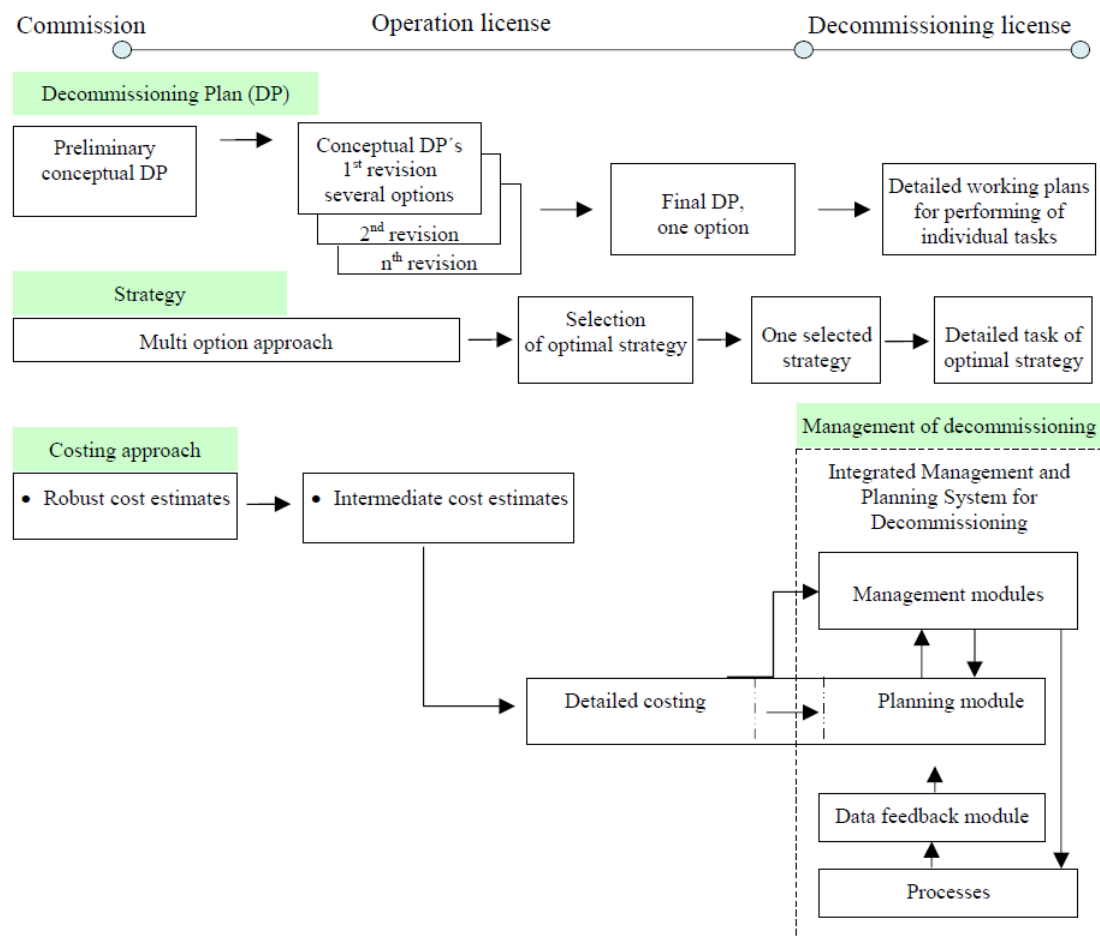 Commission
Operation license
Decommissioning license
Decommissioning Plan (DP)
Preliminary
conceptual DP
Conceptual DP´s
1st revision
several options
2nd revision
nth revision
Final DP,
one option
Detailed working plans
for performing of
individual tasks
Strategy
Multi option approach
Selection
of optimal strategy
One selected
strategy
Detailed task of
optimal strategy
Costing approach
• Robust cost estimates
• Intermediate cost estimates
Management of decommissioning
Integrated Management and
Planning System for
Decommissioning
Management modules
Detailed costing
Planning module
Data feedback module
Processes